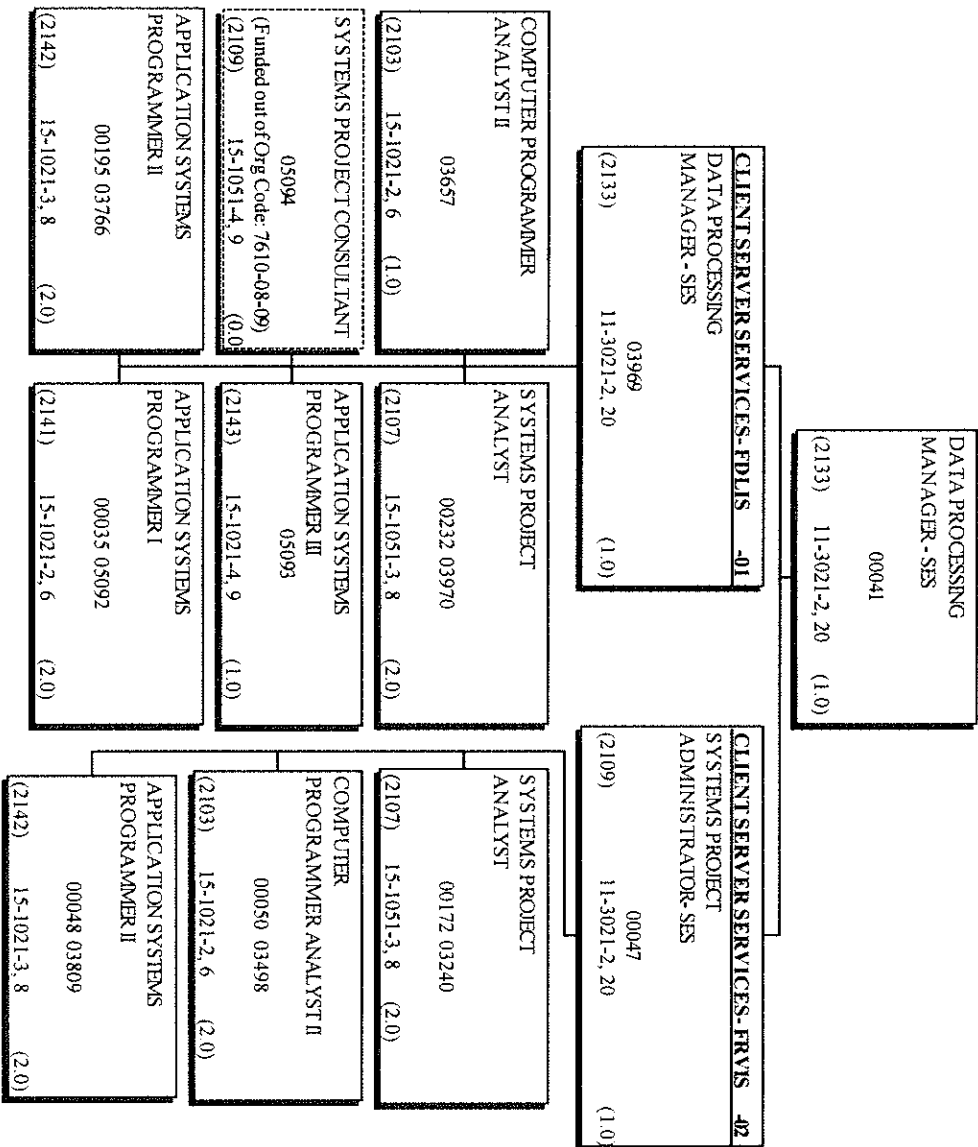 DATA PROCESSING
MANAGER - SES
00041
(2133) 11-3021-2, 20 (1.0)
CLIENT SERVER SERVICES- FDLIS -01
DATA PROCESSING
MANAGER - SES
03969
(2133) 11-3021-2, 20 (1.0)
CLIENT SERVER SERVICES- FRVIS -02
SYSTEMS PROJECT
ADMINISTRATOR- SES
00047
(2109) 11-3021-2, 20 (1.0)
COMPUTER PROGRAMMER
ANALYST II
03657
(2103) 15-1021-2, 6 (1.0)
SYSTEMS PROJECT
ANALYST
00232 03970
(2107) 15-1051-3, 8 (2.0)
SYSTEMS PROJECT
ANALYST
00172 03240
(2107) 15-1051-3, 8 (2.0)
SYSTEMS PROJECT CONSULTANT
05094
(Funded out of Org Code: 7610-08-09)
(2109) 15-1051-4, 9 (0.0
APPLICATION SYSTEMS
PROGRAMMER III
05093
(2143) 15-1021-4, 9 (1.0)
COMPUTER
PROGRAMMER ANALYST II
00050 03498
(2103) 15-1021-2, 6 (2.0)
APPLICATION SYSTEMS
PROGRAMMER II
00195 03766
(2142) 15-1021-3, 8 (2.0)
APPLICATION SYSTEMS
PROGRAMMER I
00035 05092
(2141) 15-1021-2, 6 (2.0)
APPLICATION SYSTEMS
PROGRAMMER II
00048 03809
(2142) 15-1021-3, 8 (2.0)